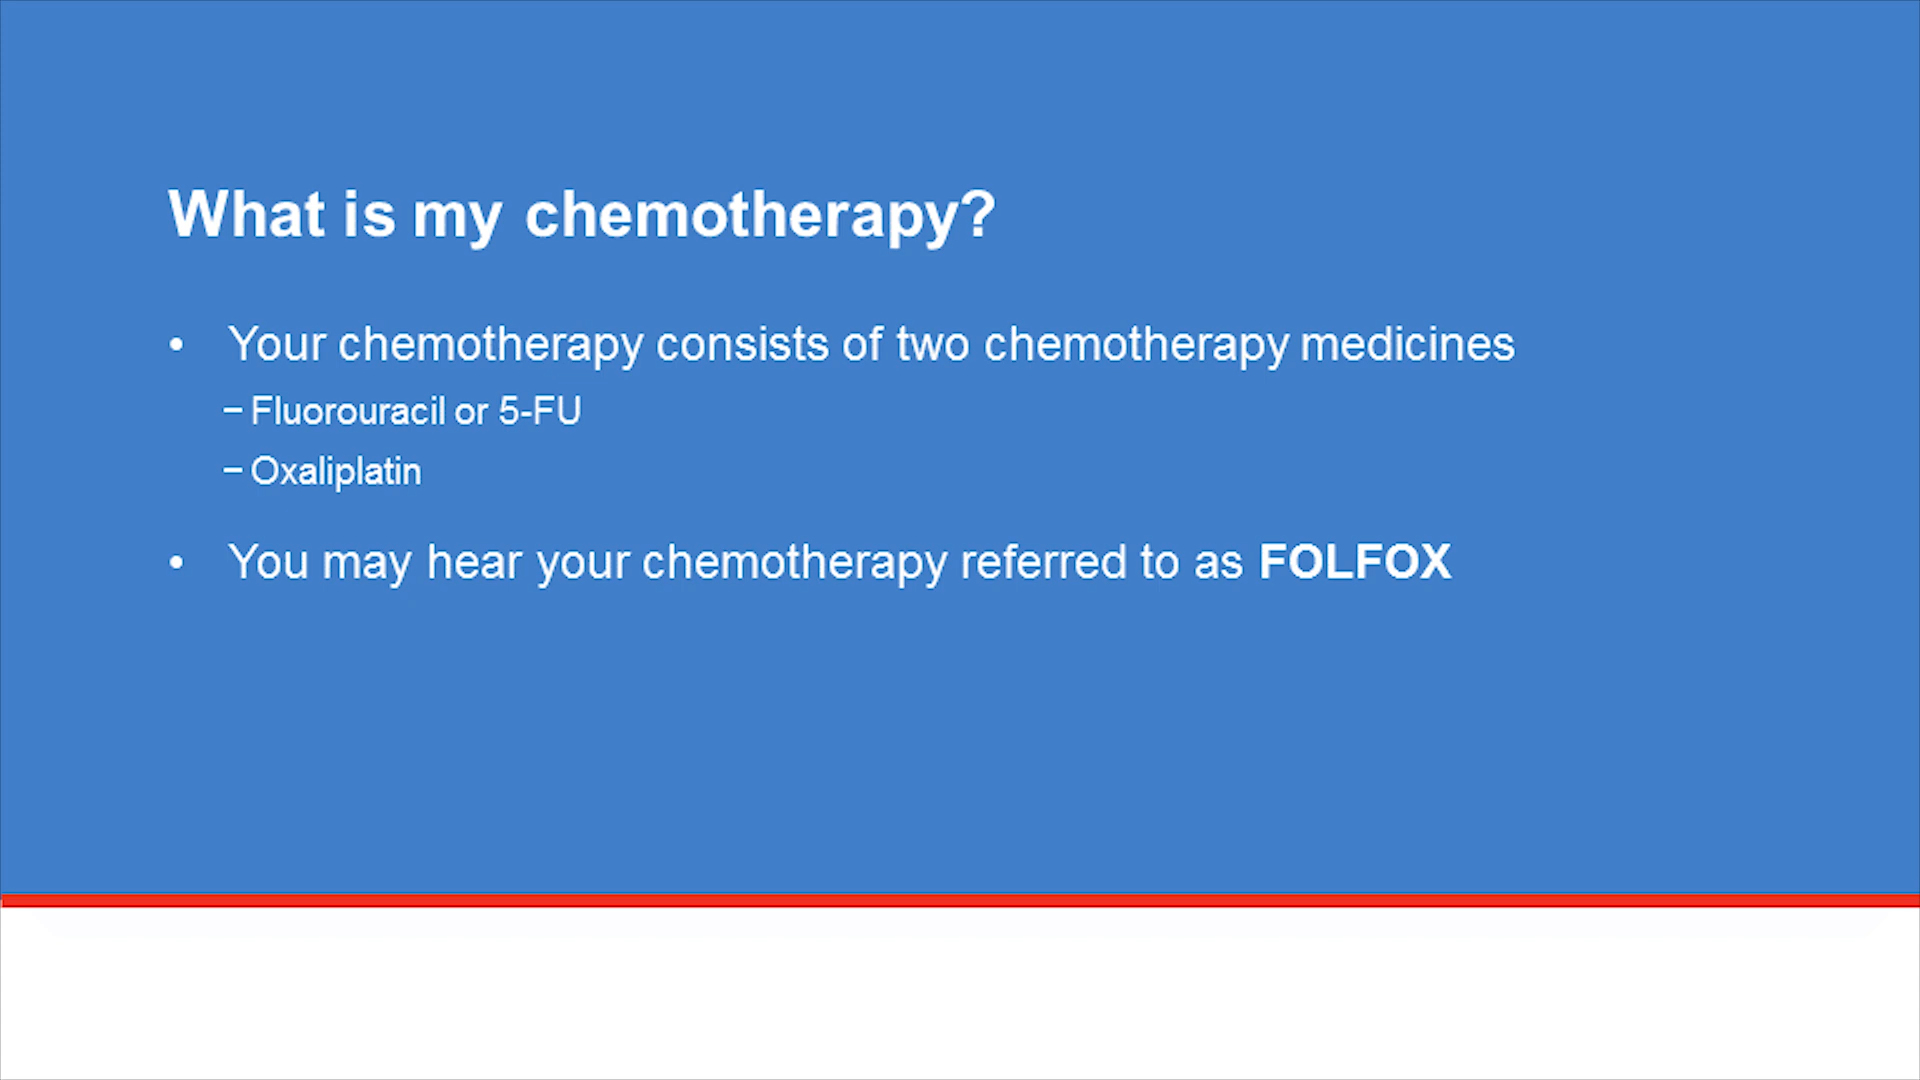 What is my chemotherapy?
• Your chemotherapy consists of two chemotherapy medicines
– Fluorouracil or 5-FU
– Oxaliplatin
• You may hear your chemotherapy referred to as FOLFOX